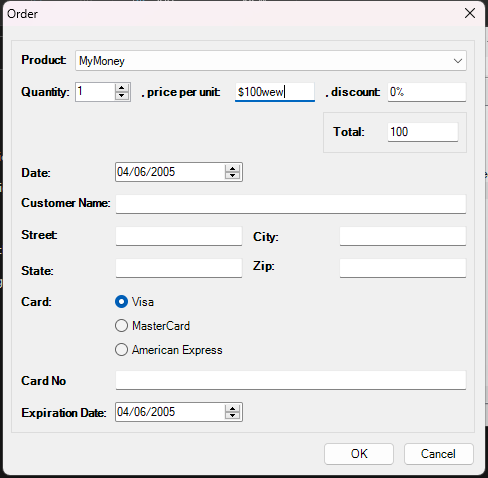 Order
Product: MyMoney
Quantity: 1 , price per unit: $100wew , discount: 0%
Total: 100
Date: 04/06/2005
Customer Name:
Street: City:
State: Zip:
Card: Visa
MasterCard
American Express
Card No
Expiration Date: 04/06/2005
OK Cancel